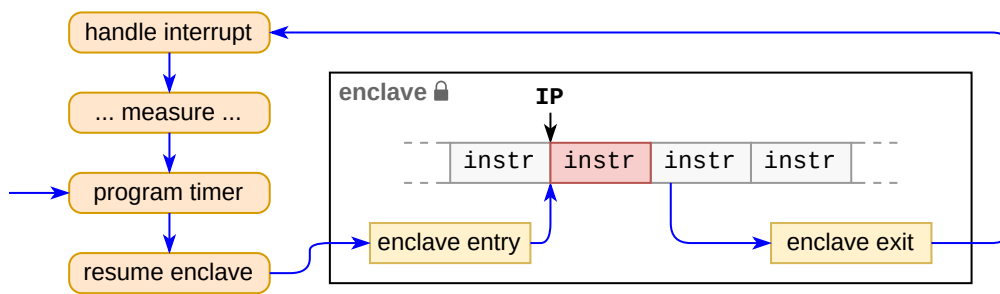 handle interrupt
... measure ...
program timer
resume enclave
enclave
IP
instr instr instr instr
enclave entry
enclave exit